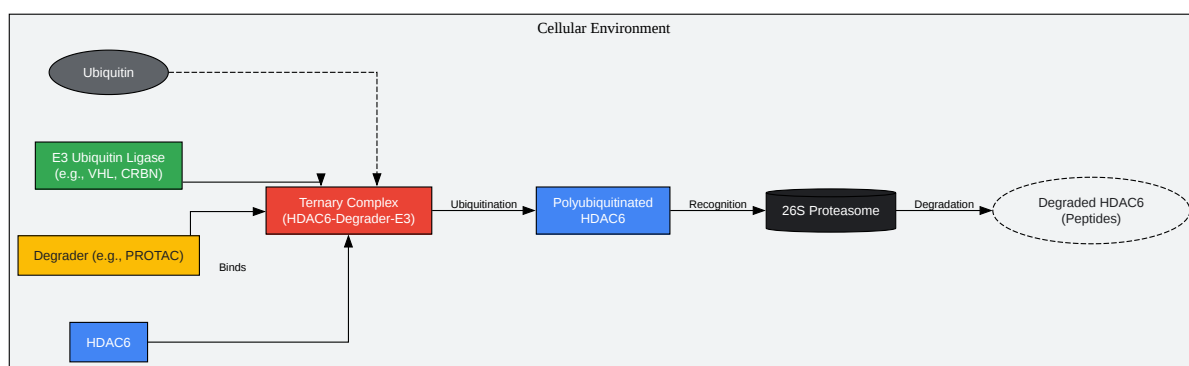 Cellular Environment
Ubiquitin
E3 Ubiquitin Ligase
(e.g., VHL, CRBN)
Ternary Complex
(HDAC6-Degrader-E3)
Ubiquitination
Polyubiquitinated
HDAC6
Recognition
26S Proteasome
Degradation
Degraded HDAC6
(Peptides)
Degrader (e.g., PROTAC)
Binds
HDAC6